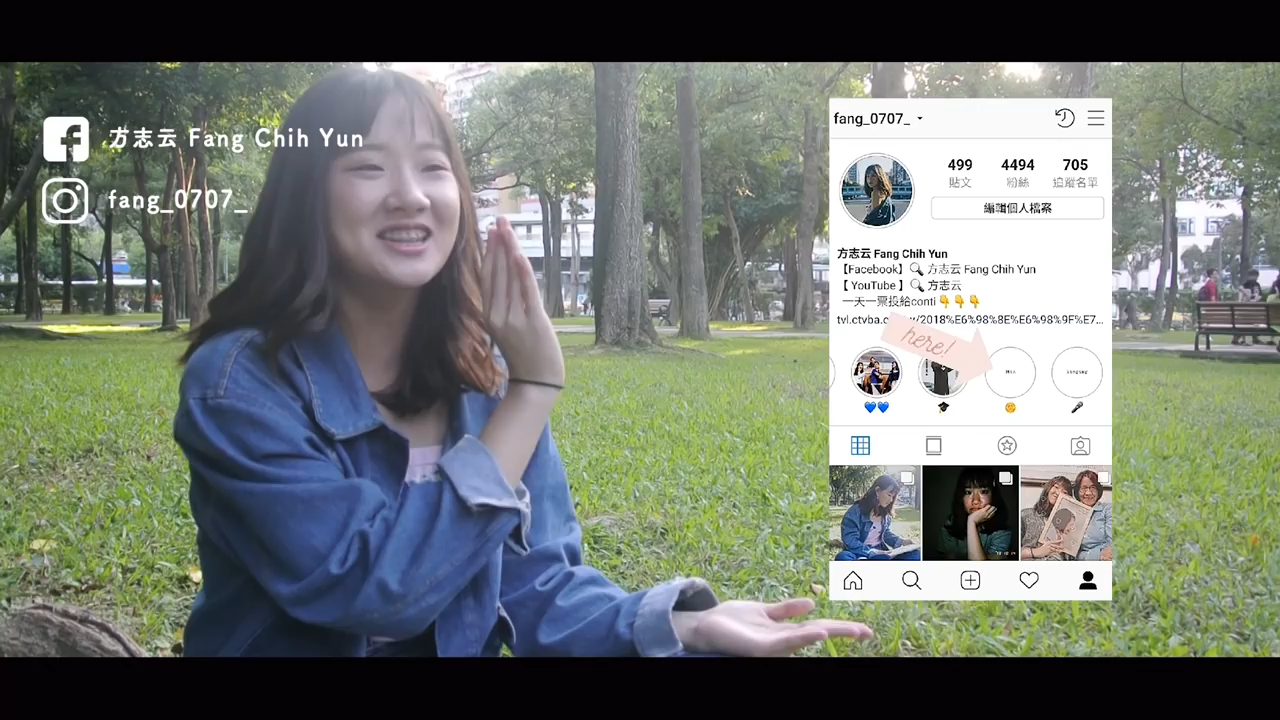 方志云 Fang Chih Yun
fang_0707_
fang_0707_
499 4494 705
貼文 粉絲 追蹤名單
編輯個人檔案
方志云 Fang Chih Yun
【Facebook】🔍 方志云 Fang Chih Yun
【 YouTube 】🔍 方志云
一天一票投給conti👇👇👇
here!